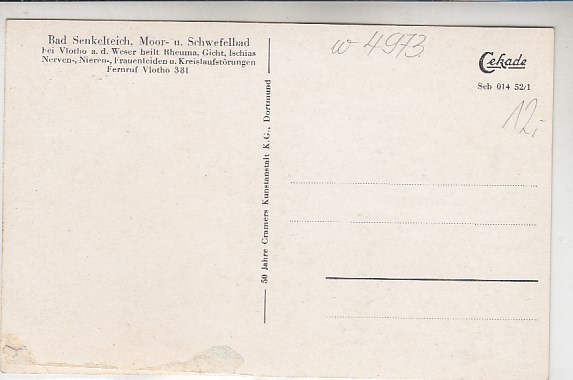 Bad Senkelteich, Moor- u. Schwefelbad
bei Vlotho a. d. Weser heilt Rheuma, Gicht, Ischias
Nerven-, Nieren-, Frauenleiden u. Kreislaufstörungen
Fernruf Vlotho 381
w 4973
Cekade
Seb 014 52/1
50 Jahre Cramers Kunstanstalt K.G., Dortmund